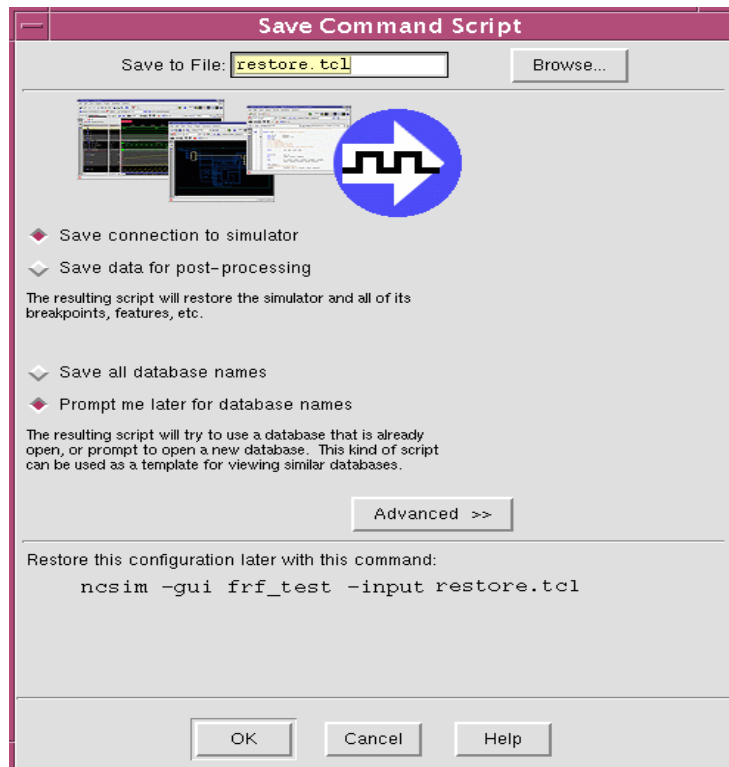 Save Command Script
Save to File: restore.tcl Browse...
Save connection to simulator
Save data for post-processing
The resulting script will restore the simulator and all of its
breakpoints, features, etc.
Save all database names
Prompt me later for database names
The resulting script will try to use a database that is already
open, or prompt to open a new database. This kind of script
can be used as a template for viewing similar databases.
Advanced >>
Restore this configuration later with this command:
ncsim -gui frf_test -input restore.tcl
OK Cancel Help